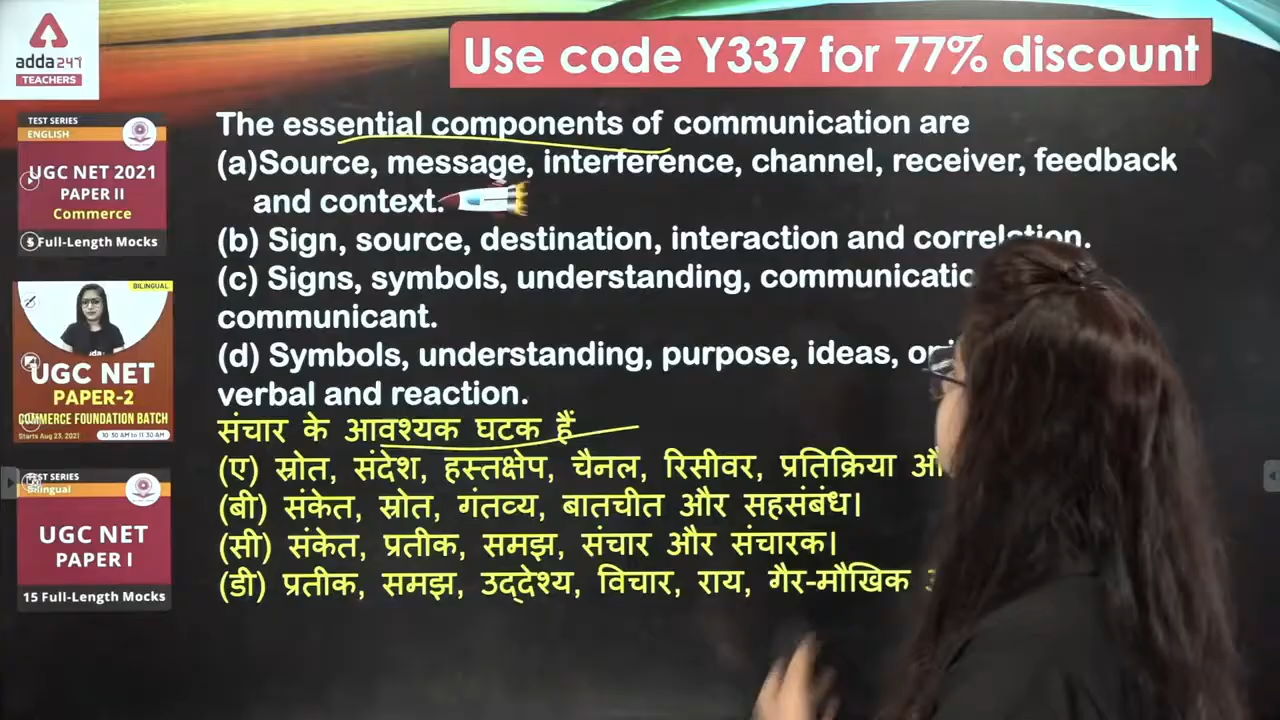 adda247
TEACHERS
Use code Y337 for 77% discount
TEST SERIES
ENGLISH
UGC NET 2021
PAPER II
Commerce
5 Full-Length Mocks
BILINGUAL
UGC NET
PAPER-2
COMMERCE FOUNDATION BATCH
Starts Aug 23, 2021 10:30 AM to 11:30 AM
TEST SERIES
Bilingual
UGC NET
PAPER I
15 Full-Length Mocks
The essential components of communication are
(a)Source, message, interference, channel, receiver, feedback
and context.
(b) Sign, source, destination, interaction and correlation.
(c) Signs, symbols, understanding,
communicant.
(d) Symbols, understanding, purpose, ideas,
verbal and reaction.
संचार के आवश्यक घटक हैं
(ए) स्रोत, संदेश, हस्तक्षेप, चैनल, रिसीवर, प्रतिक्रिया
(बी) संकेत, स्रोत, गंतव्य, बातचीत और सहसंबंध।
(सी) संकेत, प्रतीक, समझ, संचार और संचारक।
(डी) प्रतीक, समझ, उद्देश्य, विचार, राय, गैर-मौखिक